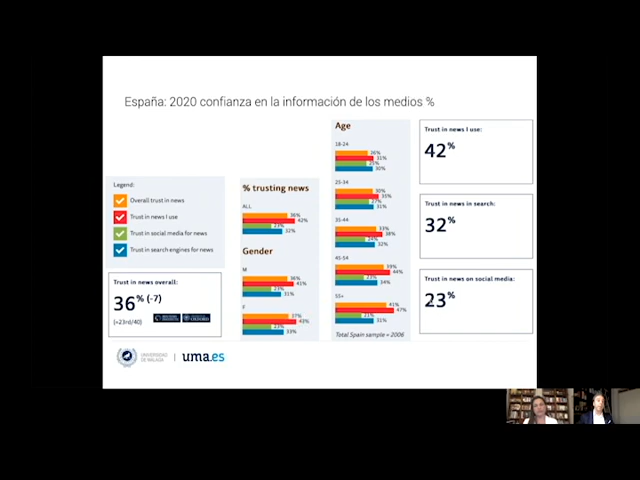 España: 2020 confianza en la información de los medios %
Legend:
Overall trust in news
Trust in news I use
Trust in social media for news
Trust in search engines for news
Trust in news overall:
36% (-7)
(=23rd/40)
% trusting news
ALL
36%
42%
23%
32%
Gender
M
36%
41%
23%
31%
F
37%
43%
23%
33%
Age
18-24
26%
31%
30%
25-34
30%
35%
27%
31%
35-44
33%
38%
24%
32%
45-54
39%
44%
23%
34%
55+
41%
47%
21%
31%
Total Spain sample = 2006
Trust in news I use:
42%
Trust in news in search:
32%
Trust in news on social media:
23%
UNIVERSIDAD
DE MÁLAGA
uma.es